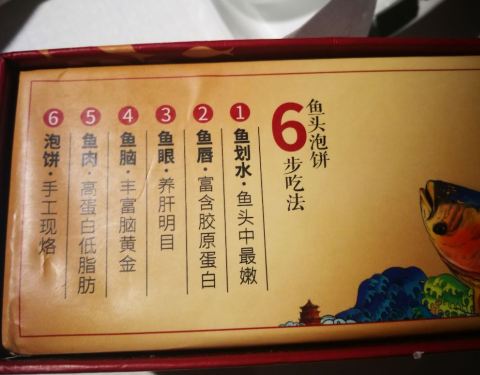 鱼头泡饼
6步吃法
1 鱼划水·鱼头中最嫩
2 鱼唇·富含胶原蛋白
3 鱼眼·养肝明目
4 鱼脑·丰富脑黄金
5 鱼肉·高蛋白低脂肪
6 泡饼·手工现烙